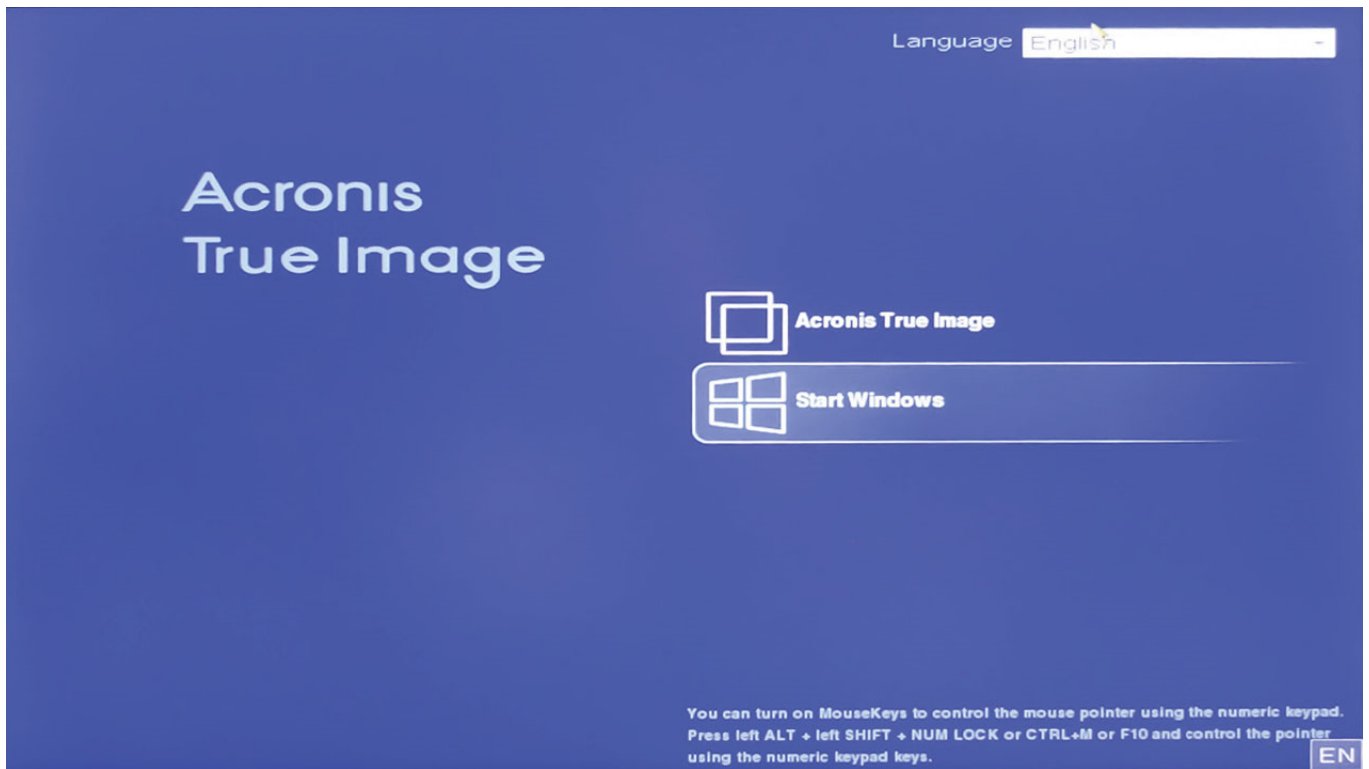 Language English
Acronis
True Image
Acronis True Image
Start Windows
You can turn on MouseKeys to control the mouse pointer using the numeric keypad.
Press left ALT + left SHIFT + NUM LOCK or CTRL+M or F10 and control the pointer
using the numeric keypad keys.
EN